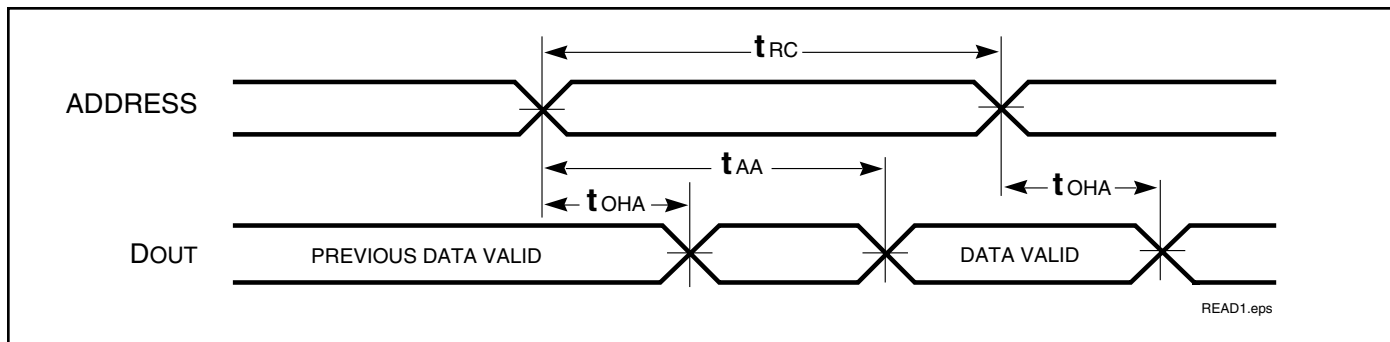 tRC
ADDRESS
tAA
tOHA
tOHA
DOUT
PREVIOUS DATA VALID
DATA VALID
READ1.eps